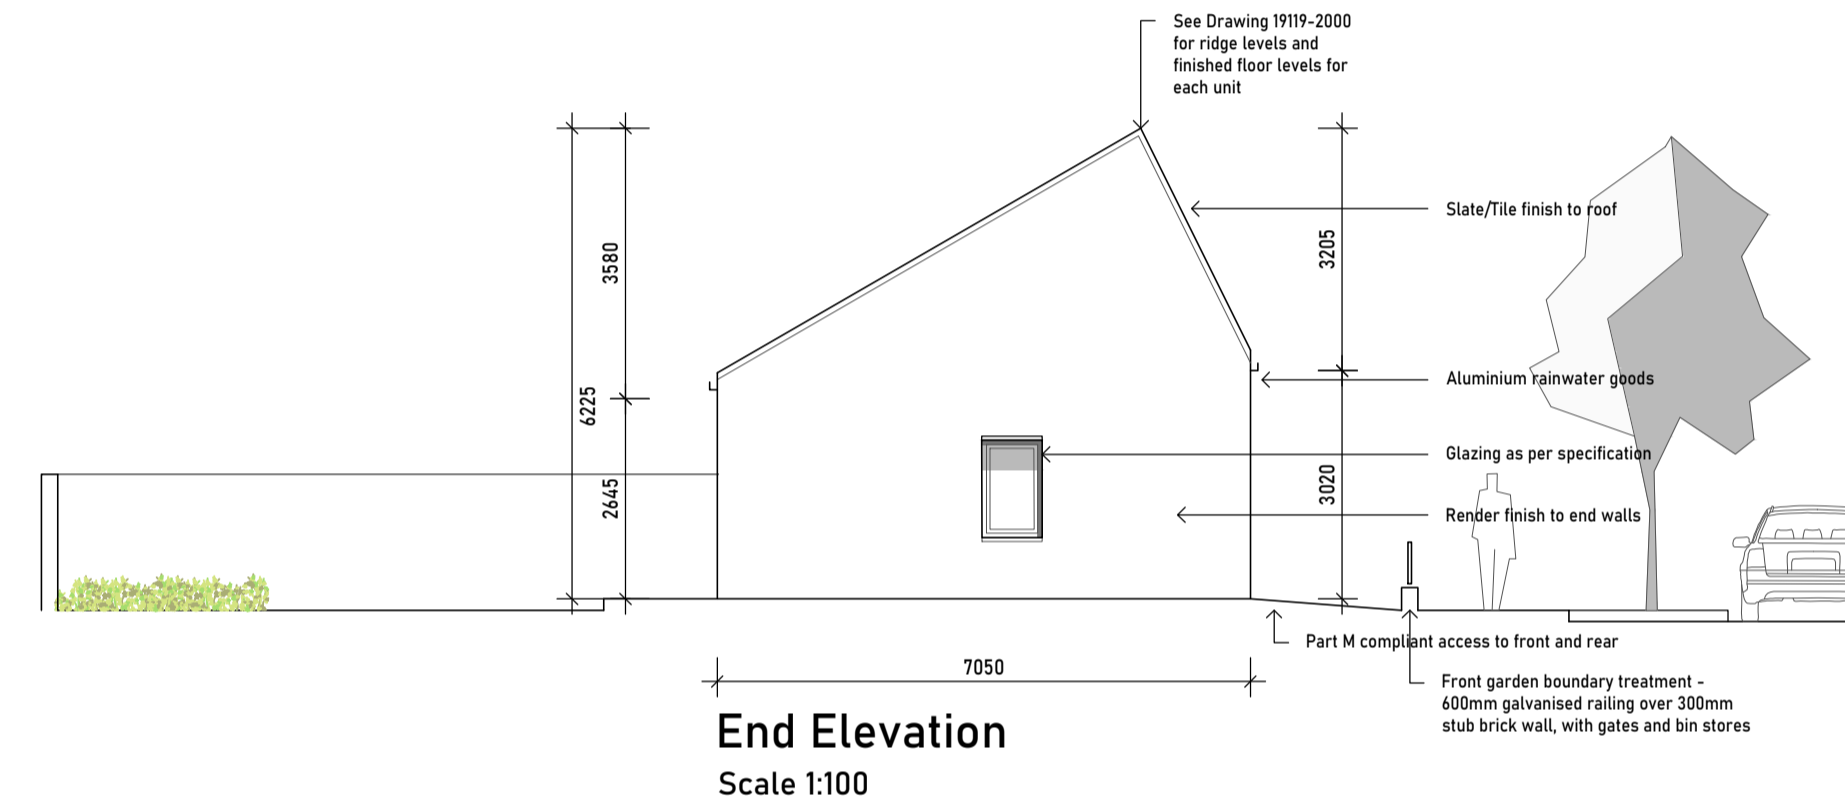 See Drawing 19119-2000
for ridge levels and
finished floor levels for
each unit
Slate/Tile finish to roof
3580
3205
Aluminium rainwater goods
6225
Glazing as per specification
2645
3020
Render finish to end walls
Part M compliant access to front and rear
7050
Front garden boundary treatment -
600mm galvanised railing over 300mm
stub brick wall, with gates and bin stores
End Elevation
Scale 1:100